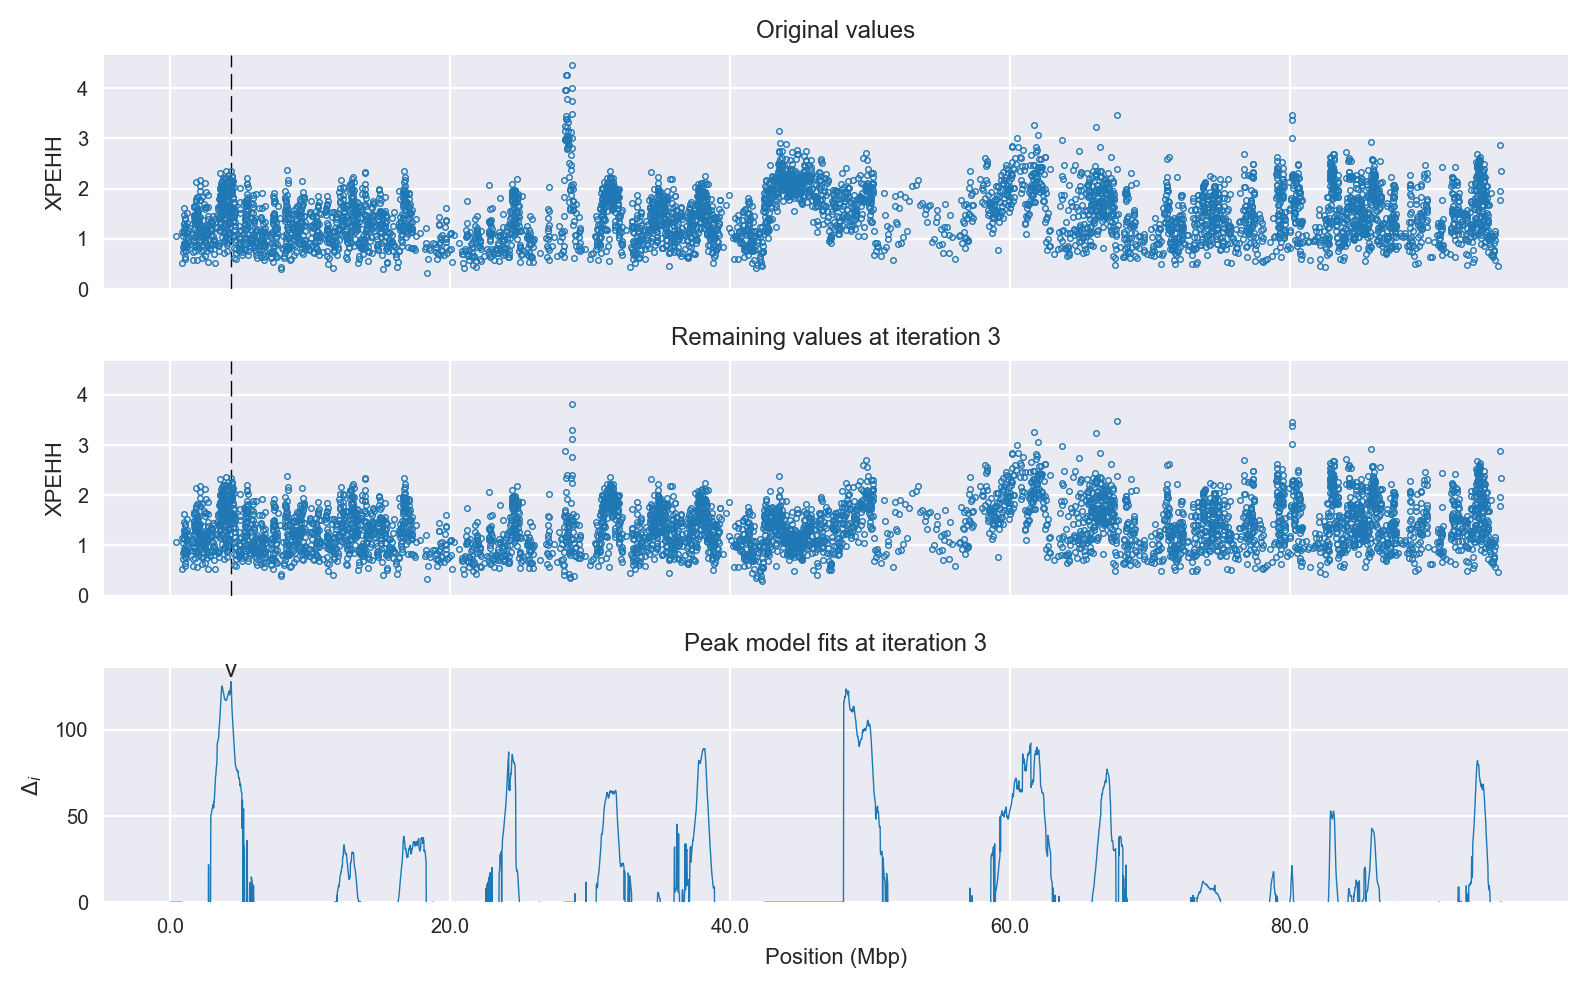 Original values
4
3
2
1
0
XPEHH
Remaining values at iteration 3
4
3
2
1
0
XPEHH
Peak model fits at iteration 3
v
100
50
0
Δi
0.0 20.0 40.0 60.0 80.0
Position (Mbp)